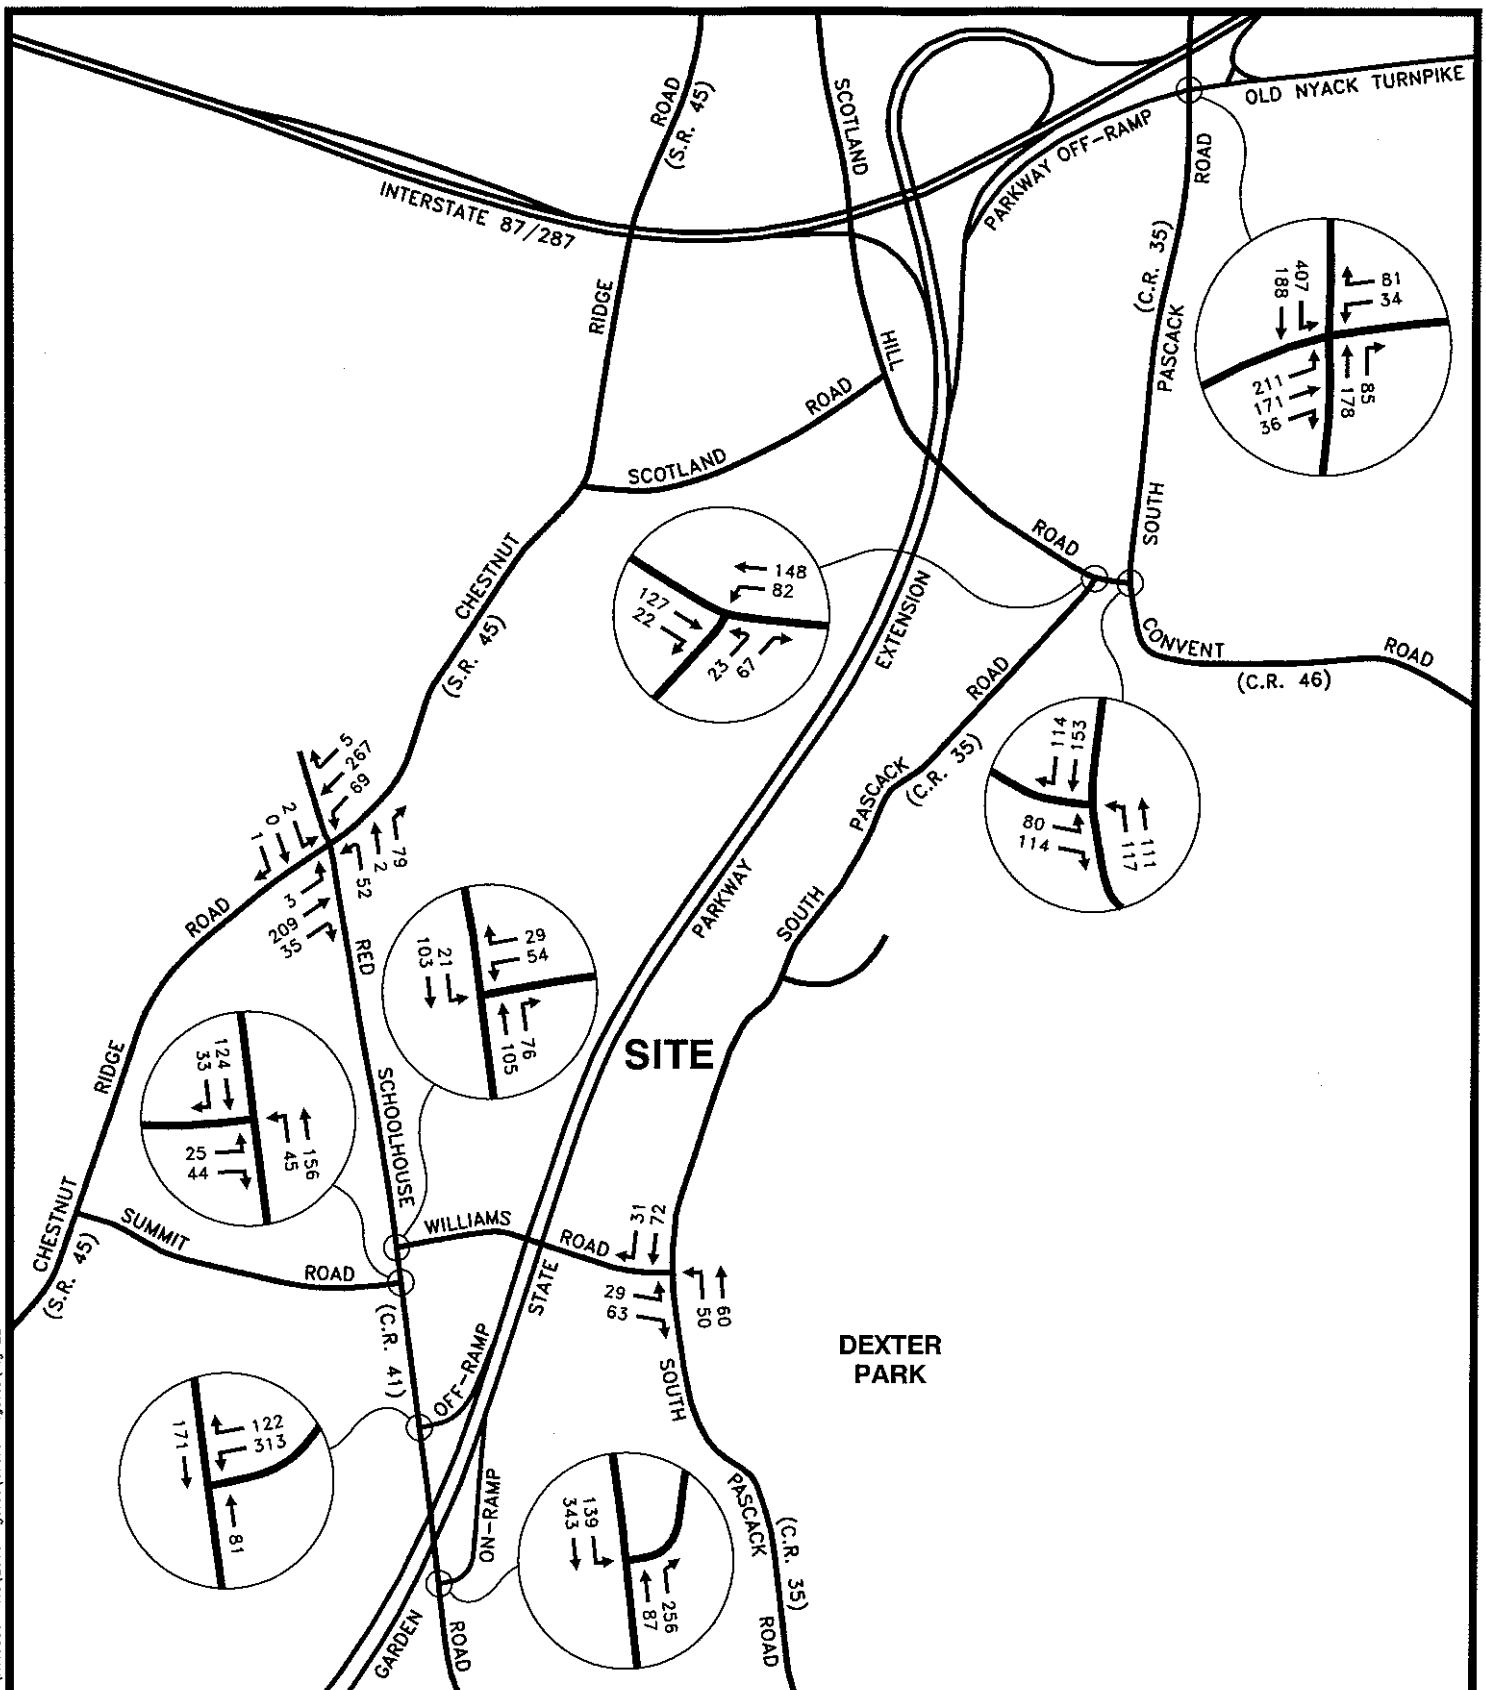 ROAD
(S.R. 45)
SCOTLAND
OLD NYACK TURNPIKE
PARKWAY OFF-RAMP
ROAD
INTERSTATE 87/287
(C.R. 35)
81
34
407
188
RIDGE
HILL
PASCACK
211
171
36
178
85
ROAD
SCOTLAND
SOUTH
ROAD
CHESTNUT
(S.R. 45)
148
82
127
22
23
67
EXTENSION
CONVENT
ROAD
(C.R. 46)
ROAD
PASCACK
(C.R. 35)
114
153
80
114
111
117
5
267
69
2
0
1
79
2
52
3
209
35
ROAD
RED
PARKWAY
SOUTH
29
54
21
103
76
105
SITE
RIDGE
124
33
SCHOOLHOUSE
25
44
156
45
CHESTNUT
(S.R. 45)
SUMMIT
ROAD
WILLIAMS
ROAD
31
72
29
63
60
50
STATE
(C.R. 41)
OFF-RAMP
SOUTH
DEXTER
PARK
122
313
171
81
ON-RAMP
139
343
256
87
PASCACK
(C.R. 35)
GARDEN
ROAD
ROAD